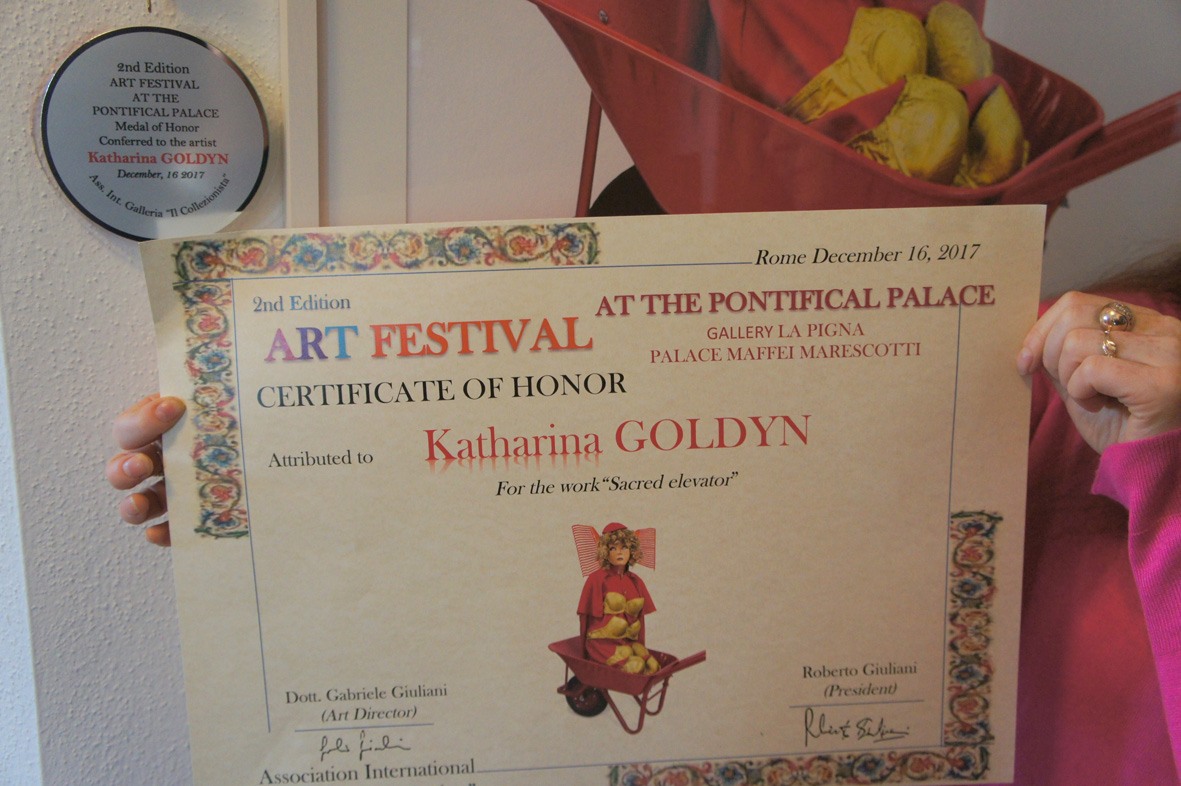 2nd Edition
ART FESTIVAL
AT THE
PONTIFICAL PALACE
Medal of Honor
Conferred to the artist
Katharina GOLDYN
December, 16 2017
Ass. Int. Galleria "Il Collezionista"
Rome December 16, 2017
2nd Edition
ART FESTIVAL
AT THE PONTIFICAL PALACE
GALLERY LA PIGNA
PALACE MAFFEI MARESCOTTI
CERTIFICATE OF HONOR
Attributed to
Katharina GOLDYN
For the work“Sacred elevator”
Dott. Gabriele Giuliani
(Art Director)
Roberto Giuliani
(President)
Association International